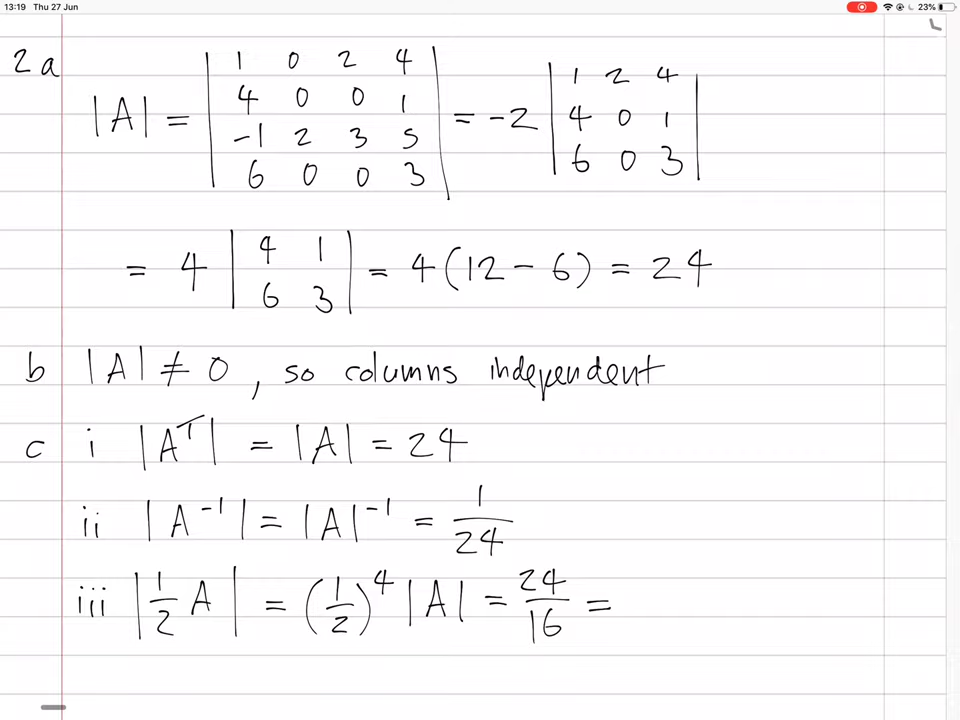 13:19 Thu 27 Jun 23%
2a
|A| = | 1 0 2 4 | = -2 | 1 2 4 |
| 4 0 0 1 | | 4 0 1 |
| -1 2 3 5 | | 6 0 3 |
| 6 0 0 3 |
= 4 | 4 1 | = 4(12 - 6) = 24
| 6 3 |
b |A| ≠ 0, so columns independent
c i |Aᵀ| = |A| = 24
ii |A⁻¹| = |A|⁻¹ = 1/24
iii |½A| = (½)⁴ |A| = 24/16 =